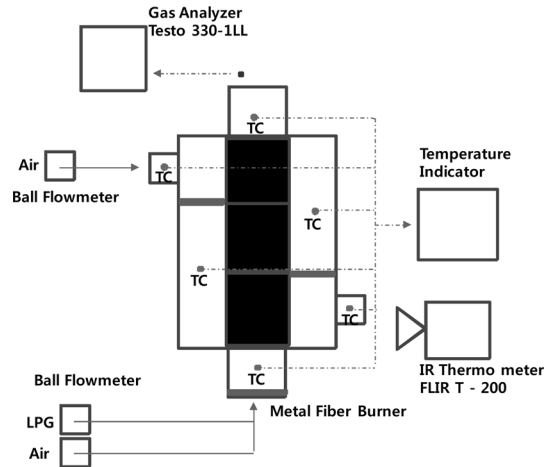 Gas Analyzer
Testo 330-1LL
TC
Air
TC
Ball Flowmeter
Temperature
Indicator
TC
TC
TC
IR Thermo meter
FLIR T - 200
TC
Ball Flowmeter
Metal Fiber Burner
LPG
Air